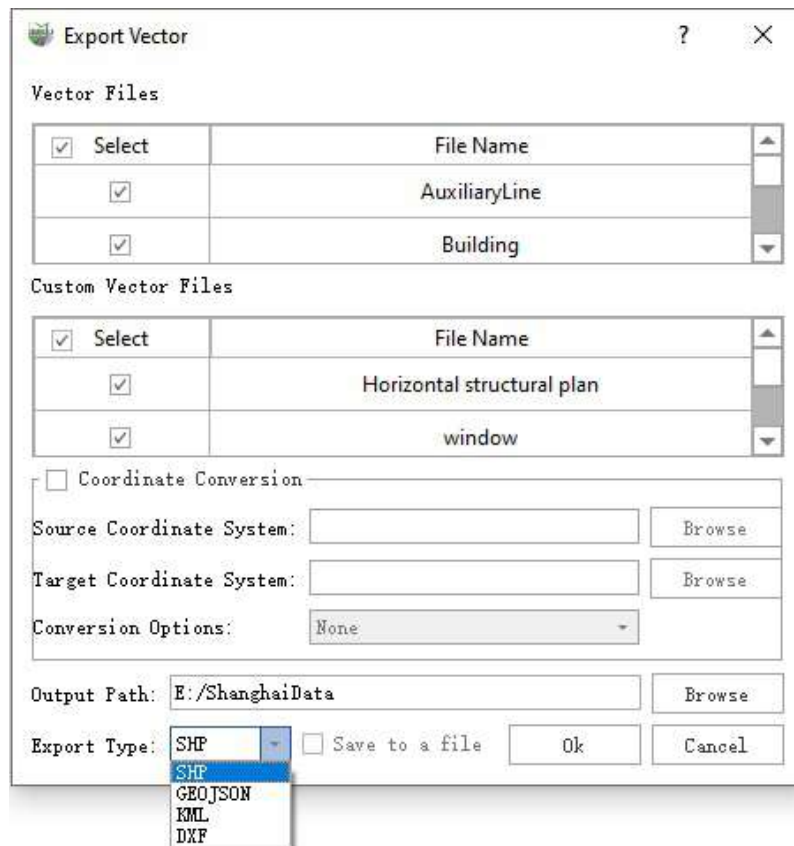 Export Vector ? ×
Vector Files
Select File Name
AuxiliaryLine
Building
Custom Vector Files
Select File Name
Horizontal structural plan
window
Coordinate Conversion
Source Coordinate System: Browse
Target Coordinate System: Browse
Conversion Options: None
Output Path: E:/ShanghaiData Browse
Export Type: SHP Save to a file Ok Cancel
SHP
GEOJSON
KML
DXF